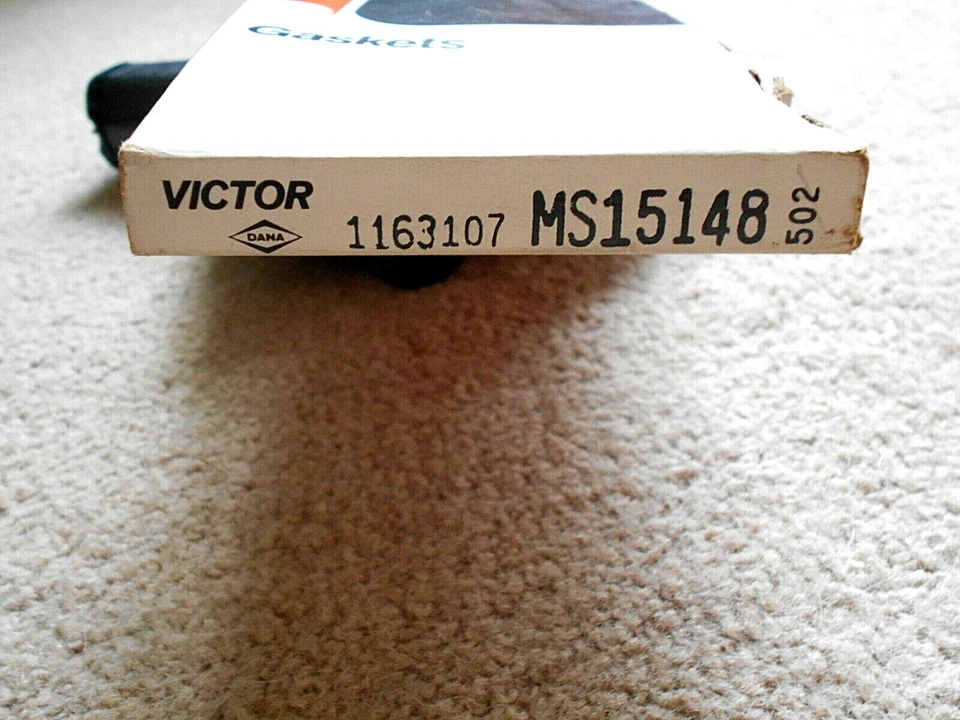 Gaskets
VICTOR
DANA
1163107 MS15148 502